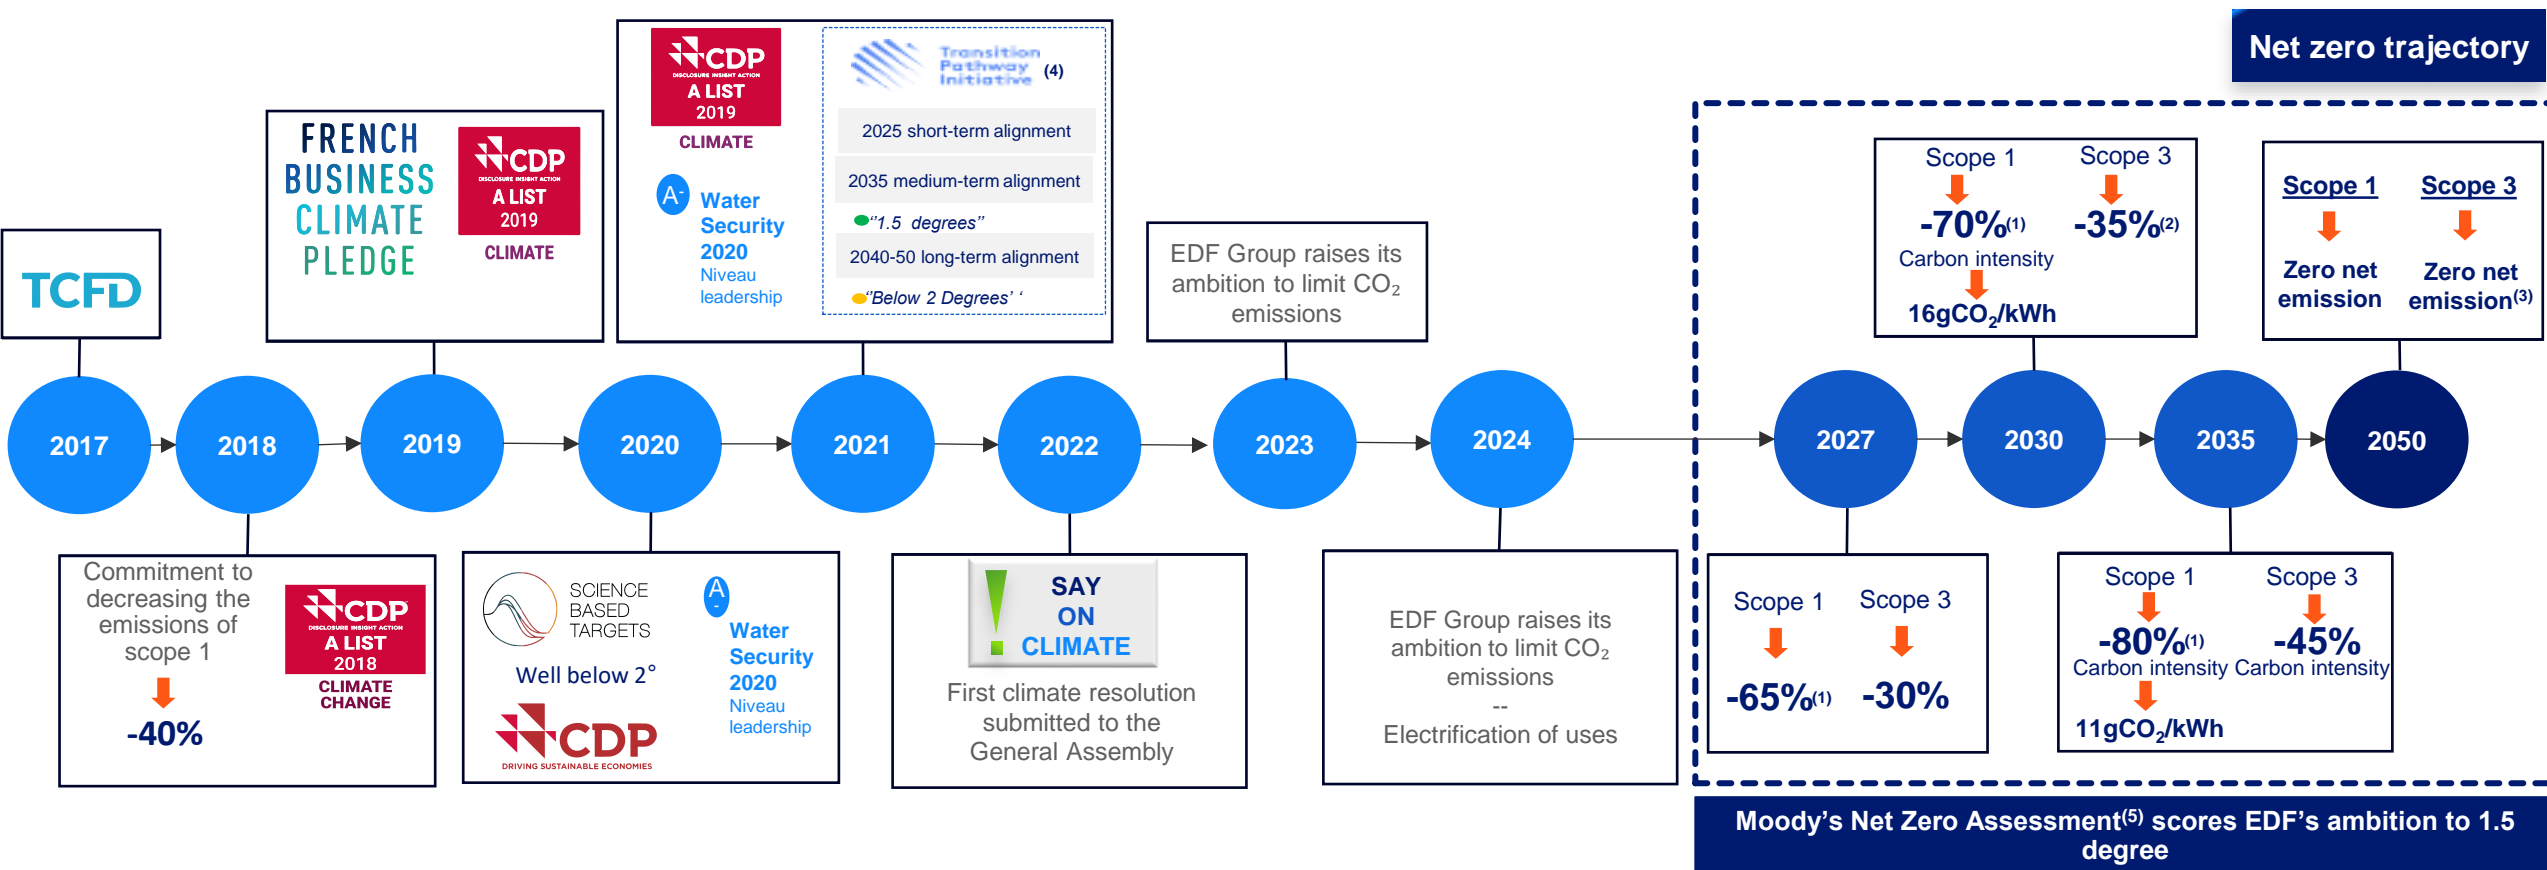 Net zero trajectory
TCFD
2017
2018
Commitment to
decreasing the
emissions of
scope 1
-40%
CDP
DISCLOSURE INSIGHT ACTION
A LIST
2018
CLIMATE
CHANGE
FRENCH
BUSINESS
CLIMATE
PLEDGE
CDP
DISCLOSURE INSIGHT ACTION
A LIST
2019
CLIMATE
2019
2020
SCIENCE
BASED
TARGETS
Well below 2°
CDP
DRIVING SUSTAINABLE ECONOMIES
A
-
Water
Security
2020
Niveau
leadership
CDP
DISCLOSURE INSIGHT ACTION
A LIST
2019
CLIMATE
A-
Water
Security
2020
Niveau
leadership
Transition
Pathway
Initiative (4)
2025 short-term alignment
2035 medium-term alignment
“1.5 degrees”
2040-50 long-term alignment
“Below 2 Degrees’ ‘
2021
2022
SAY
ON
CLIMATE
First climate resolution
submitted to the
General Assembly
EDF Group raises its
ambition to limit CO₂
emissions
2023
2024
EDF Group raises its
ambition to limit CO₂
emissions
--
Electrification of uses
2027
Scope 1
-65%(1)
Scope 3
-30%
Scope 1
-70%(1)
Carbon intensity
16gCO₂/kWh
Scope 3
-35%(2)
2030
2035
Scope 1
-80%(1)
Carbon intensity
11gCO₂/kWh
Scope 3
-45%
Carbon intensity
Scope 1
Zero net
emission
Scope 3
Zero net
emission(3)
2050
Moody’s Net Zero Assessment(5) scores EDF’s ambition to 1.5
degree